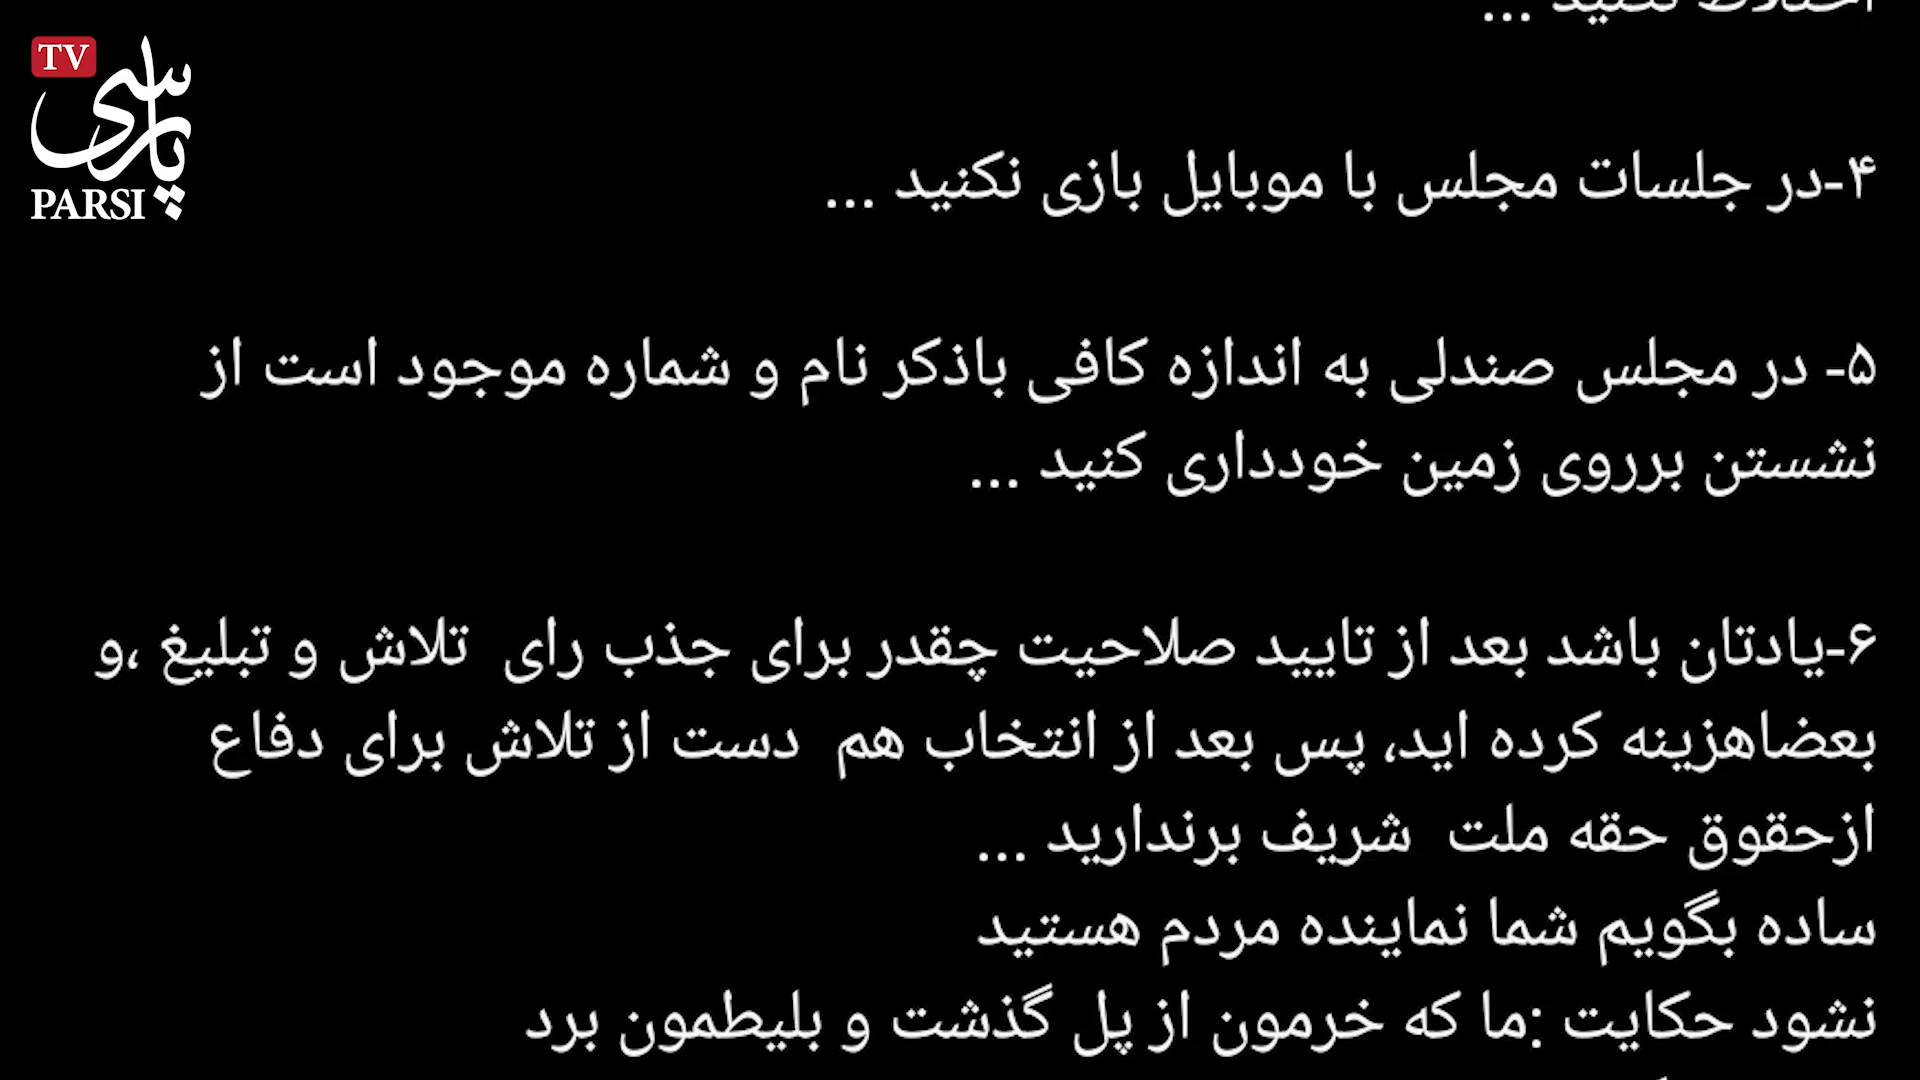 نکنید ...
TV
پارسی
PARSI
۴-در جلسات مجلس با موبایل بازی نکنید ...
۵- در مجلس صندلی به اندازه کافی باذکر نام و شماره موجود است از
نشستن برروی زمین خودداری کنید ...
۶-یادتان باشد بعد از تایید صلاحیت چقدر برای جذب رای تلاش و تبلیغ ،و
بعضاهزینه کرده اید، پس بعد از انتخاب هم دست از تلاش برای دفاع
ازحقوق حقه ملت شریف برندارید ...
ساده بگویم شما نماینده مردم هستید
نشود حکایت :ما که خرمون از پل گذشت و بلیطمون برد